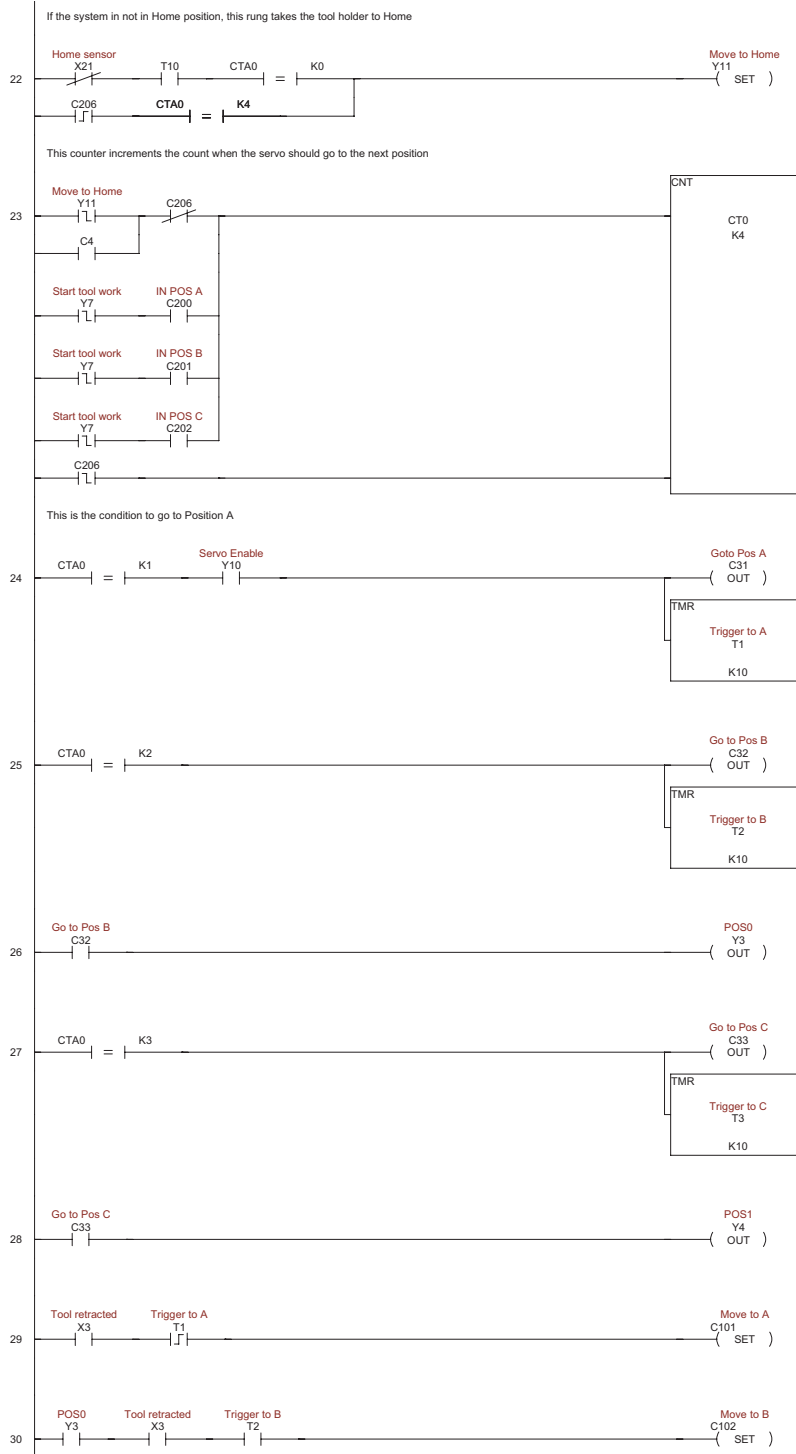 If the system in not in Home position, this rung takes the tool holder to Home
Home sensor Move to Home
X21 T10 CTA0 K0 Y11
22 = SET
C206 CTA0 K4
=
This counter increments the count when the servo should go to the next position
CNT
Move to Home
Y11 C206 CT0
23 K4
C4
Start tool work IN POS A
Y7 C200
Start tool work IN POS B
Y7 C201
Start tool work IN POS C
Y7 C202
C206
This is the condition to go to Position A
Servo Enable Goto Pos A
CTA0 K1 Y10 C31
24 = OUT
TMR
Trigger to A
T1
K10
Go to Pos B
CTA0 K2 C32
25 = OUT
TMR
Trigger to B
T2
K10
Go to Pos B POS0
C32 Y3
26 OUT
Go to Pos C
CTA0 K3 C33
27 = OUT
TMR
Trigger to C
T3
K10
Go to Pos C POS1
C33 Y4
28 OUT
Tool retracted Trigger to A Move to A
X3 T1 C101
29 SET
POS0 Tool retracted Trigger to B Move to B
Y3 X3 T2 C102
30 SET